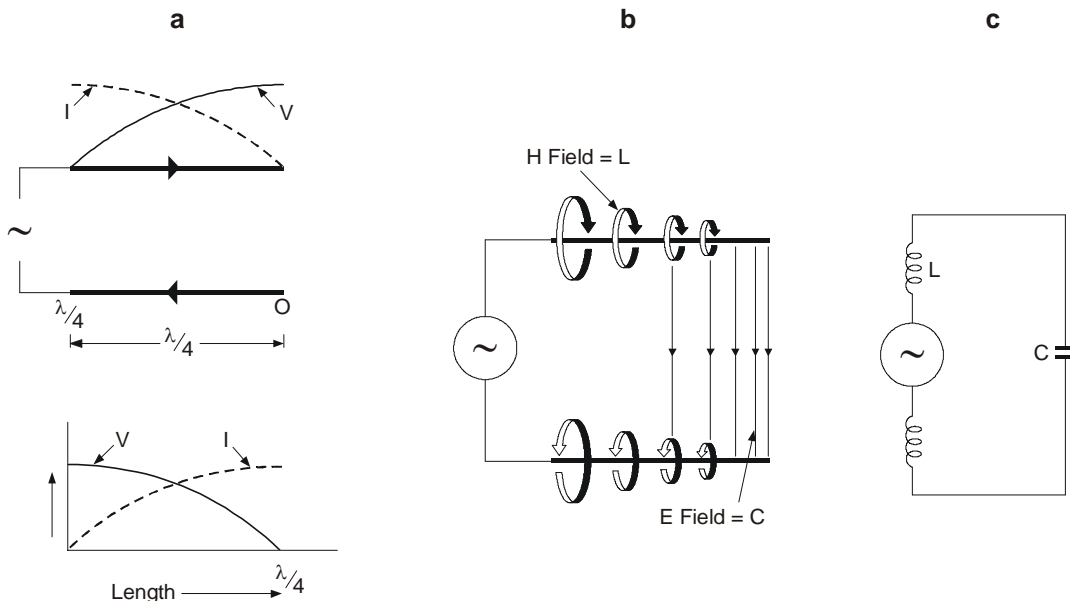 a
I
V
~
λ/4
O
λ/4
V
I
λ/4
Length
b
H Field = L
~
E Field = C
c
L
~
C